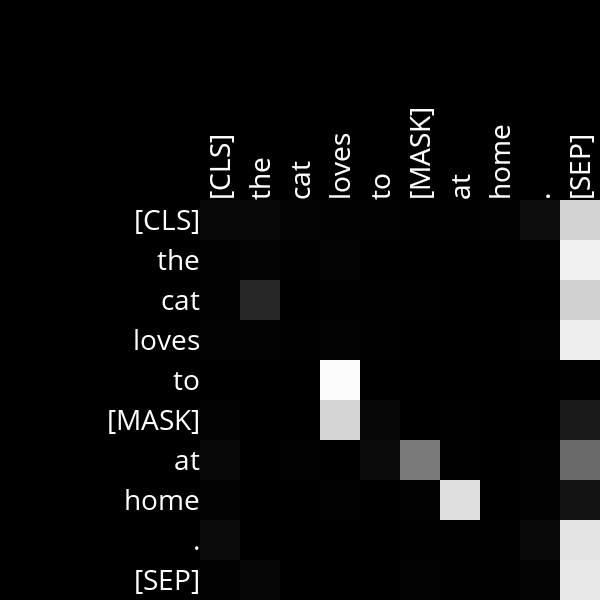 [CLS] the cat loves to [MASK] at home . [SEP]
[CLS]
the
cat
loves
to
[MASK]
at
home
.
[SEP]